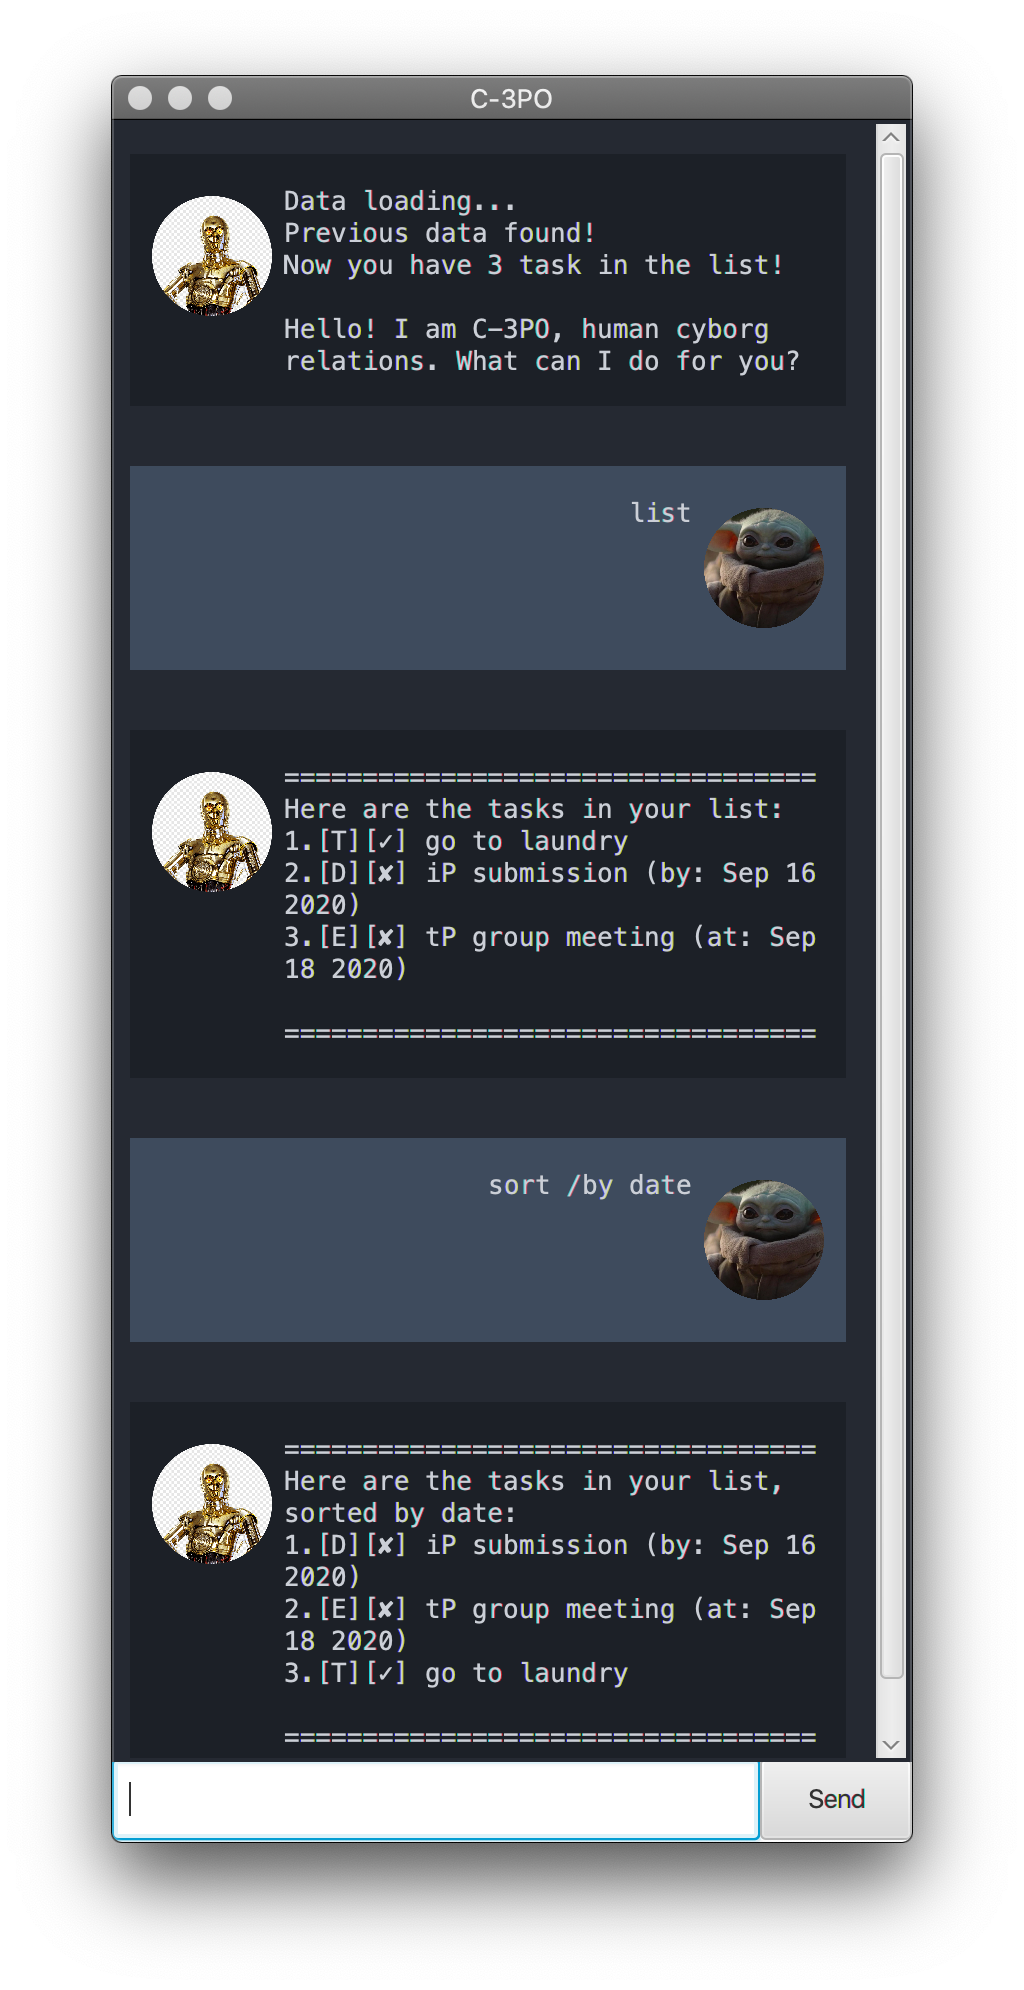 C-3PO
Data loading...
Previous data found!
Now you have 3 task in the list!
Hello! I am C-3PO, human cyborg
relations. What can I do for you?
list
==================================
Here are the tasks in your list:
1.[T][✓] go to laundry
2.[D][✘] iP submission (by: Sep 16
2020)
3.[E][✘] tP group meeting (at: Sep
18 2020)
==================================
sort /by date
==================================
Here are the tasks in your list,
sorted by date:
1.[D][✘] iP submission (by: Sep 16
2020)
2.[E][✘] tP group meeting (at: Sep
18 2020)
3.[T][✓] go to laundry
==================================
Send